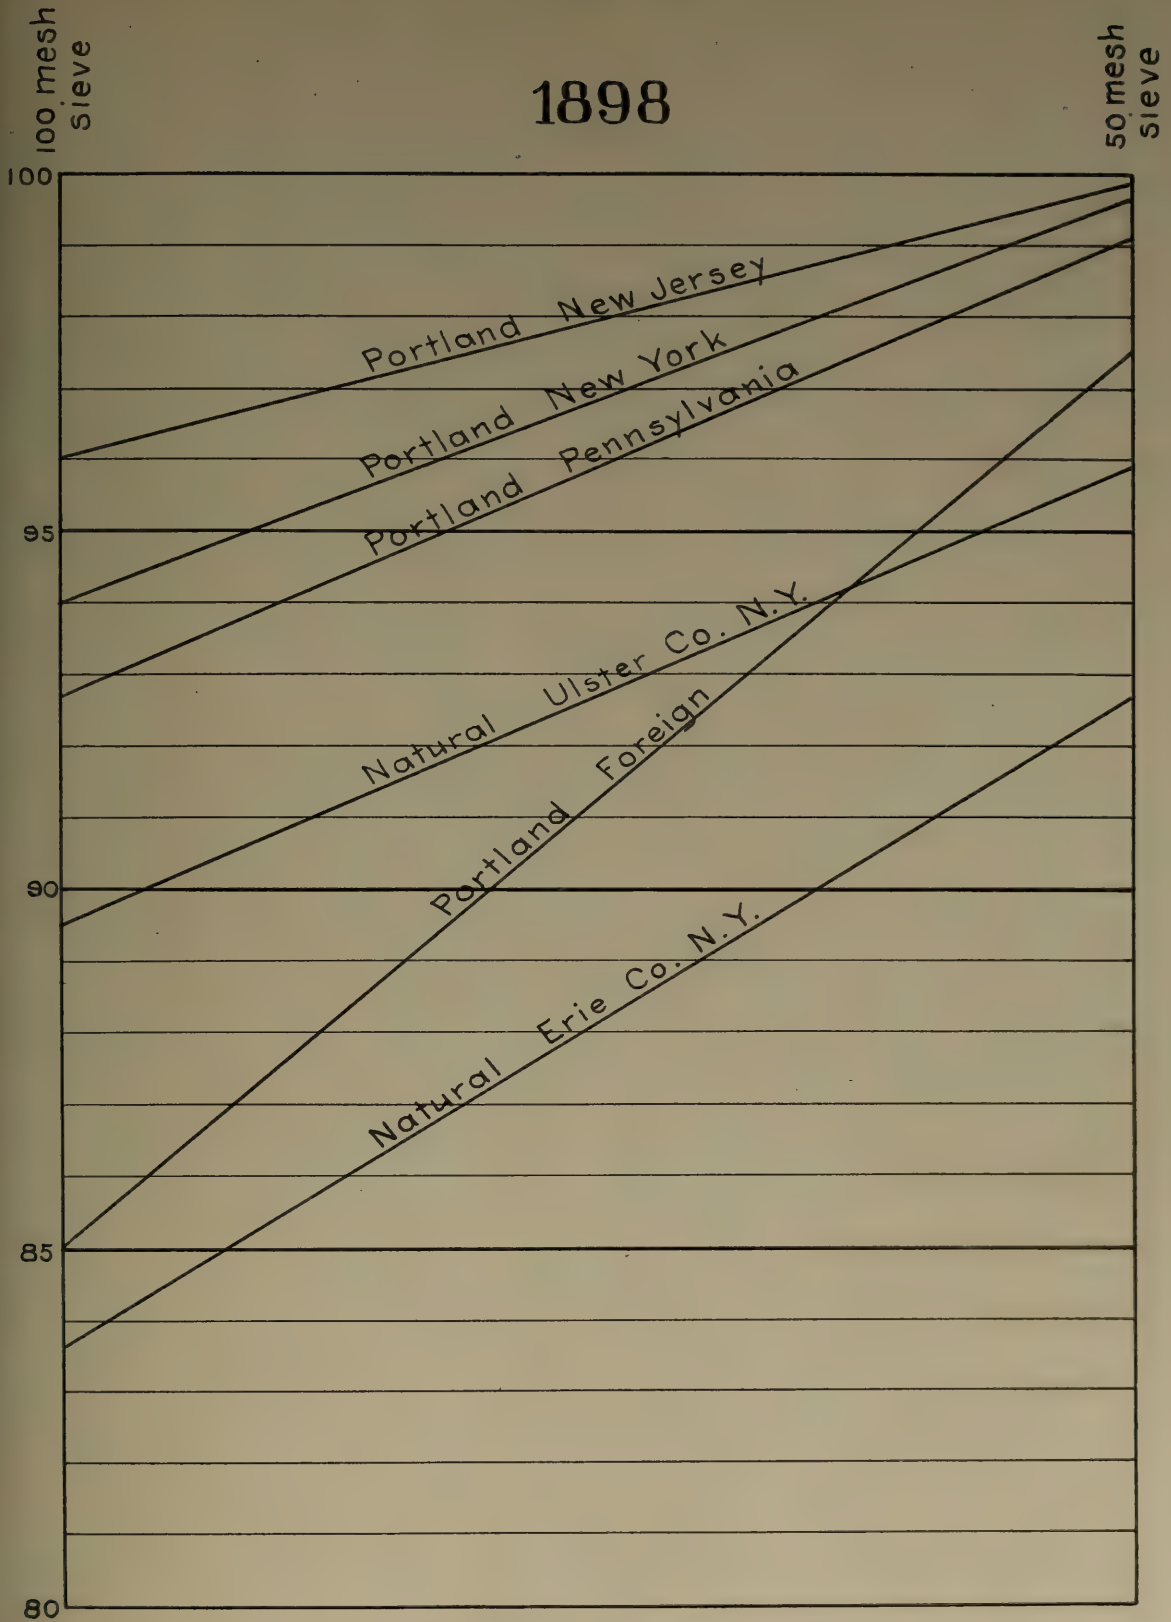 100 mesh
sieve
1898
50 mesh
sieve
100
Portland New Jersey
Portland New York
Portland Pennsylvania
95
Natural Ulster Co. N.Y.
Portland Foreign
90
Natural Erie Co. N.Y.
85
80